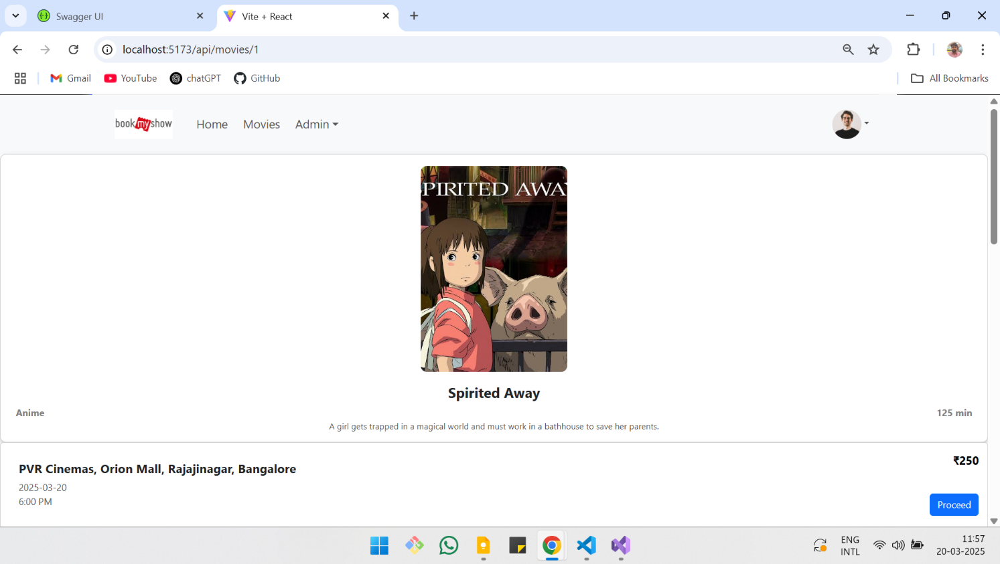 Swagger UI
Vite + React
localhost:5173/api/movies/1
Gmail
YouTube
chatGPT
GitHub
All Bookmarks
bookmyshow
Home
Movies
Admin
SPIRITED AWAY
Spirited Away
Anime
125 min
A girl gets trapped in a magical world and must work in a bathhouse to save her parents.
PVR Cinemas, Orion Mall, Rajajinagar, Bangalore
₹250
2025-03-20
6:00 PM
Proceed
ENG
INTL
11:57
20-03-2025